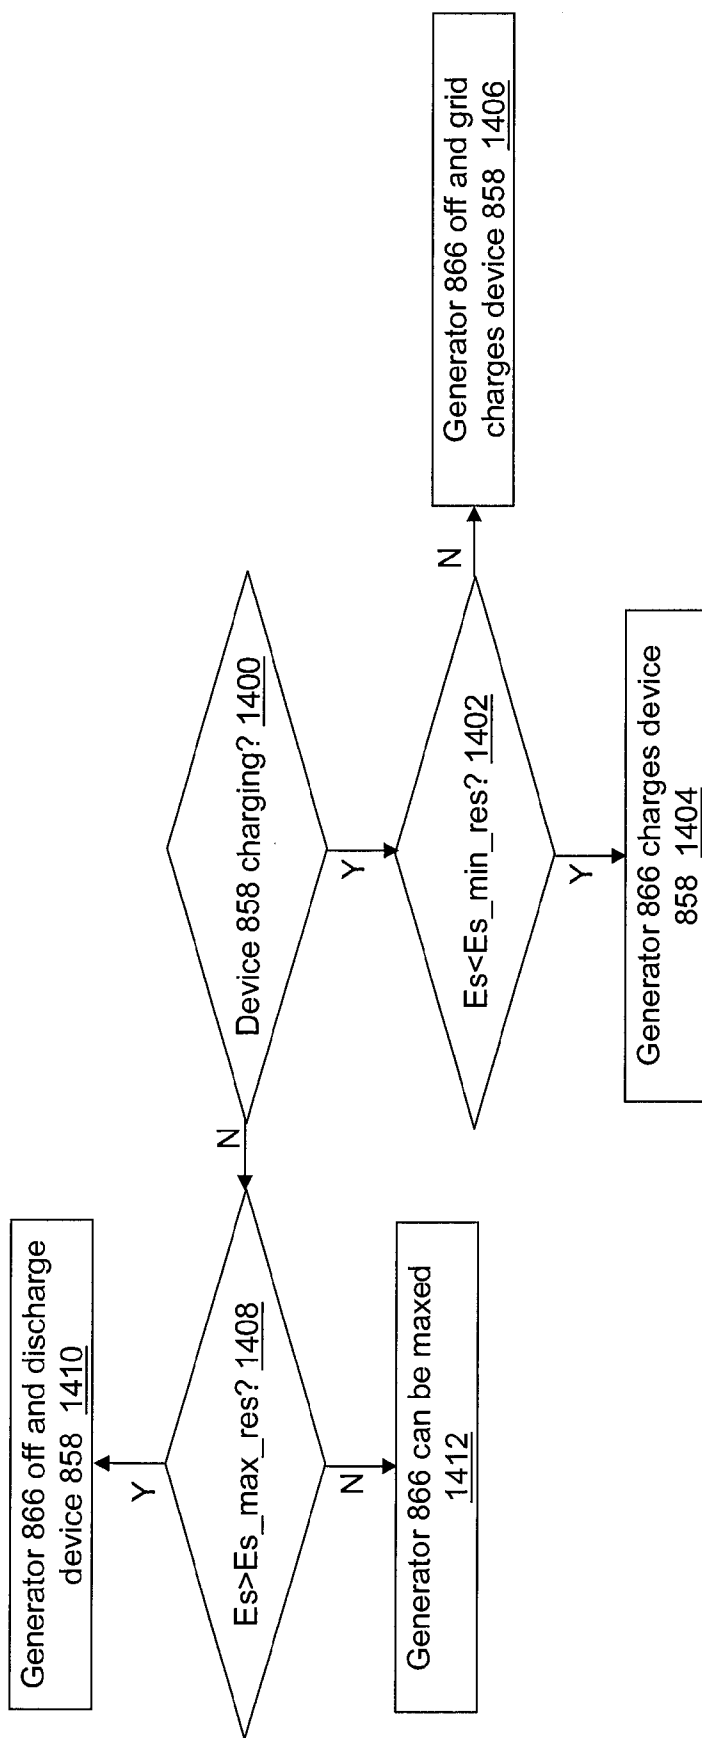 Device 858 charging? 1400
N
Y
Es>Es_max_res? 1408
Y
N
Generator 866 off and discharge
device 858 1410
Generator 866 can be maxed
1412
Es<Es_min_res? 1402
N
Y
Generator 866 off and grid
charges device 858 1406
Generator 866 charges device
858 1404